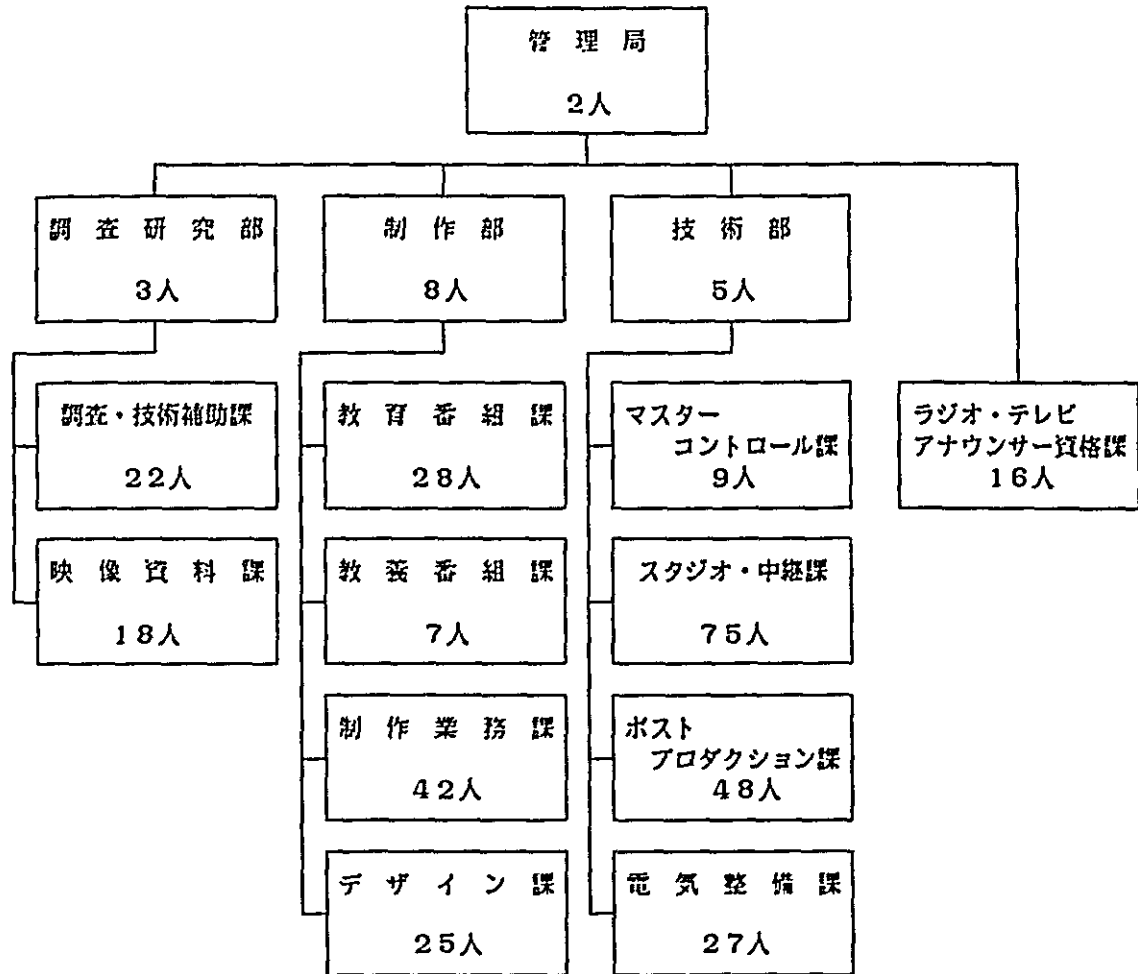 管理局
2人
調査研究部
3人
制作部
8人
技術部
5人
調査・技術補助課
22人
教育番組課
28人
マスター
コントロール課
9人
ラジオ・テレビ
アナウンサー資格課
16人
映像資料課
18人
教養番組課
7人
スタジオ・中継課
75人
制作業務課
42人
ポスト
プロダクション課
48人
デザイン課
25人
電気整備課
27人